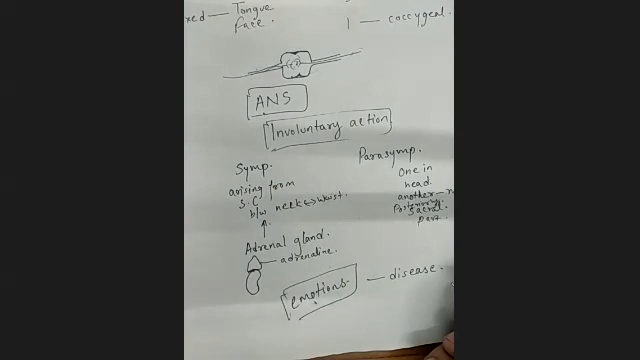 xed — Tongue
Face.
1 — coccygeal
ANS
Involuntary action
Symp.
arising from
S.C
b/w neck ↔ waist.
Adrenal gland.
adrenaline.
Parasymp.
One in
head
another —
Posteriorly
Sacral
part
emotions. — disease.